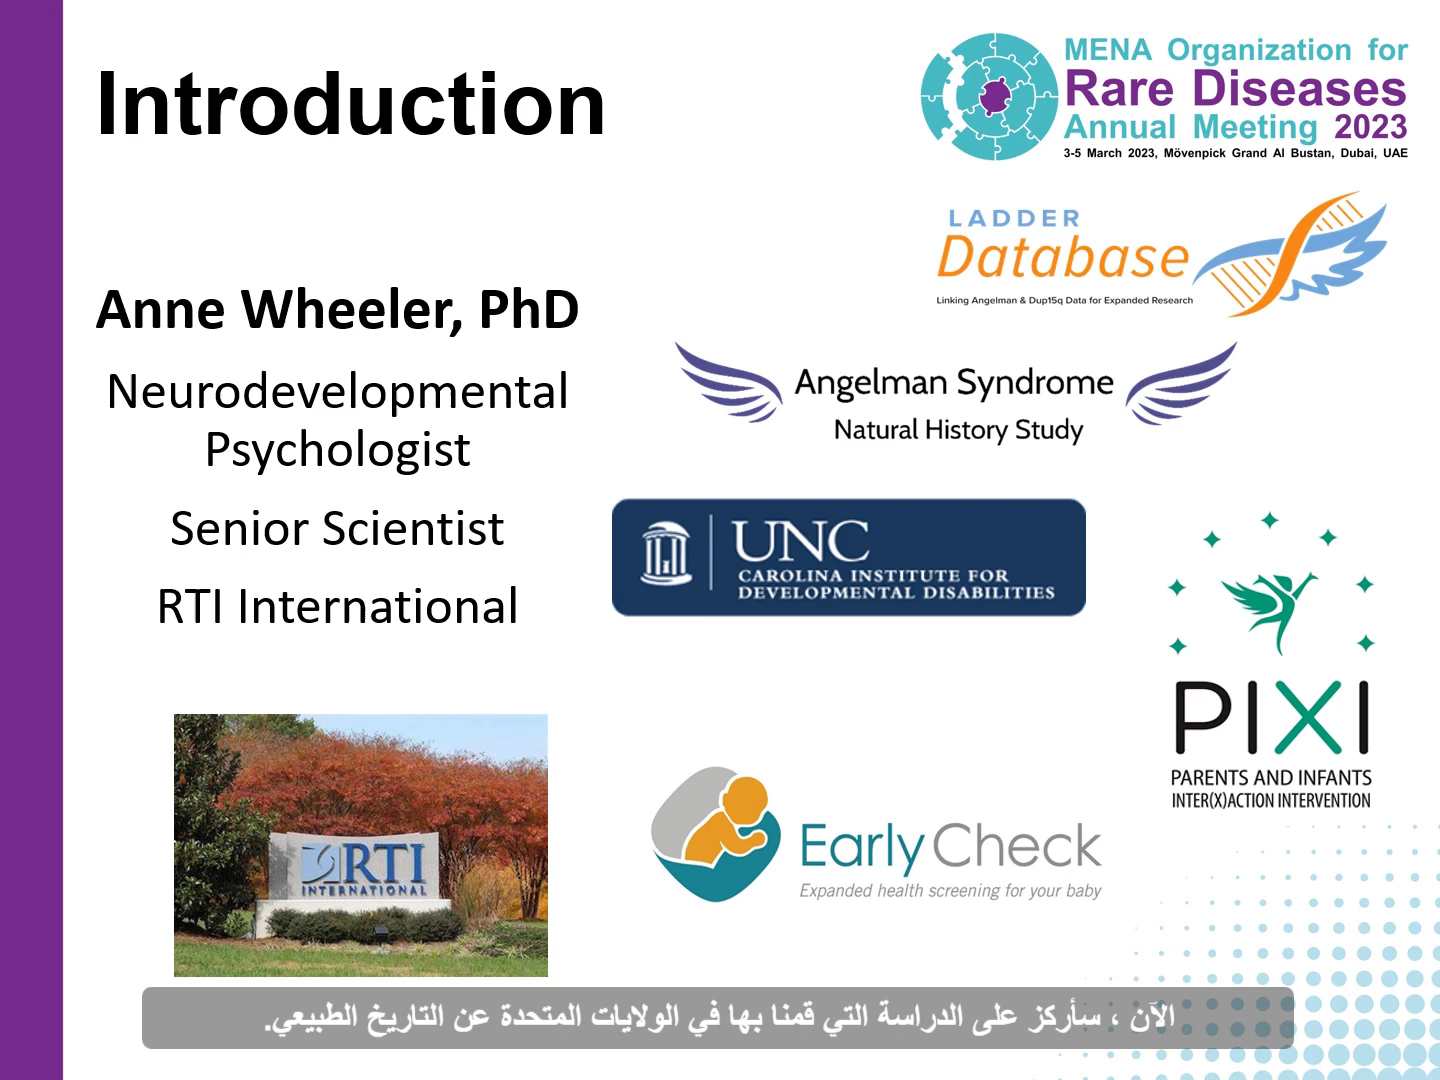 Introduction
MENA Organization for
Rare Diseases
Annual Meeting 2023
3-5 March 2023, Mövenpick Grand Al Bustan, Dubai, UAE
LADDER
Database
Linking Angelman & Dup15q Data for Expanded Research
Anne Wheeler, PhD
Neurodevelopmental
Psychologist
Senior Scientist
RTI International
Angelman Syndrome
Natural History Study
UNC
CAROLINA INSTITUTE FOR
DEVELOPMENTAL DISABILITIES
PIXI
PARENTS AND INFANTS
INTER(X)ACTION INTERVENTION
RTI
INTERNATIONAL
Early Check
Expanded health screening for your baby
الآن ، سأركز على الدراسة التي قمنا بها في الولايات المتحدة عن التاريخ الطبيعي.